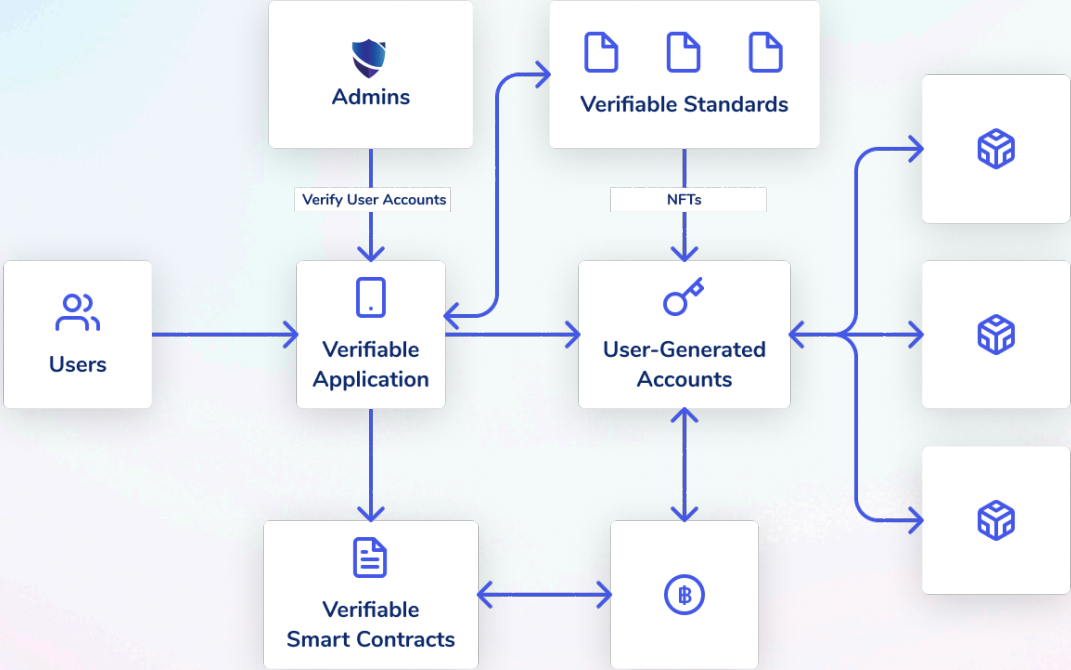 Admins
Verifiable Standards
Verify User Accounts
NFTs
Users
Verifiable
Application
User-Generated
Accounts
Verifiable
Smart Contracts